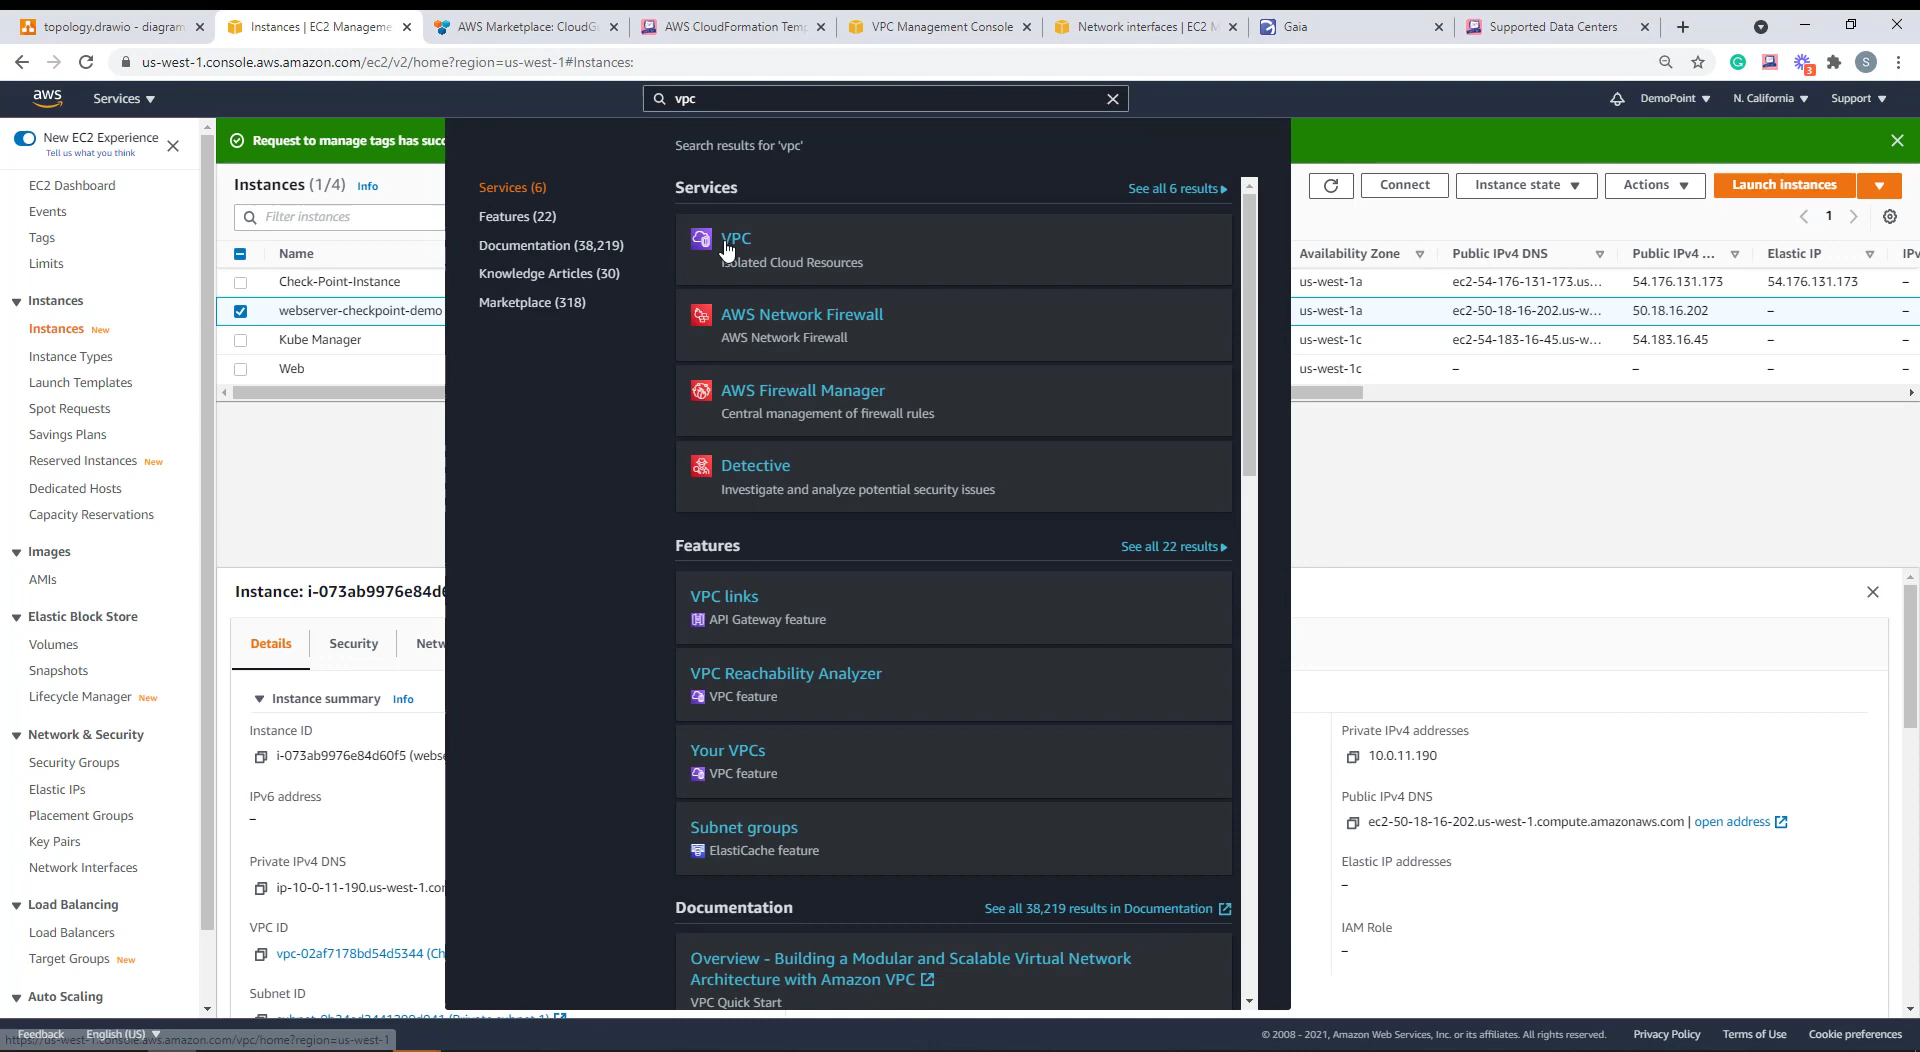 topology.drawio - diagram
Instances | EC2 Manageme
AWS Marketplace: CloudG
AWS CloudFormation Temp
VPC Management Console
Network interfaces | EC2 M
Gaia
Supported Data Centers
us-west-1.console.aws.amazon.com/ec2/v2/home?region=us-west-1#Instances:
3
S
aws
Services
vpc
DemoPoint
N. California
Support
New EC2 Experience
Tell us what you think
EC2 Dashboard
Events
Tags
Limits
Instances
Instances New
Instance Types
Launch Templates
Spot Requests
Savings Plans
Reserved Instances New
Dedicated Hosts
Capacity Reservations
Images
AMIs
Elastic Block Store
Volumes
Snapshots
Lifecycle Manager New
Network & Security
Security Groups
Elastic IPs
Placement Groups
Key Pairs
Network Interfaces
Load Balancing
Load Balancers
Target Groups New
Auto Scaling
Request to manage tags has succ
Instances (1/4) Info
Filter instances
Name
Check-Point-Instance
webserver-checkpoint-demo
Kube Manager
Web
Instance: i-073ab9976e84d6
Details
Security
Netw
Instance summary Info
Instance ID
i-073ab9976e84d60f5 (webse
IPv6 address
–
Private IPv4 DNS
ip-10-0-11-190.us-west-1.cor
VPC ID
vpc-02af7178bd54d5344 (Ch
Subnet ID
Search results for 'vpc'
Services (6)
Features (22)
Documentation (38,219)
Knowledge Articles (30)
Marketplace (318)
Services
See all 6 results
VPC
Isolated Cloud Resources
AWS Network Firewall
AWS Network Firewall
AWS Firewall Manager
Central management of firewall rules
Detective
Investigate and analyze potential security issues
Features
See all 22 results
VPC links
API Gateway feature
VPC Reachability Analyzer
VPC feature
Your VPCs
VPC feature
Subnet groups
ElastiCache feature
Documentation
See all 38,219 results in Documentation
Overview - Building a Modular and Scalable Virtual Network
Architecture with Amazon VPC
VPC Quick Start
Connect
Instance state
Actions
Launch instances
1
Availability Zone Public IPv4 DNS Public IPv4 ... Elastic IP IPv
us-west-1a ec2-54-176-131-173.us... 54.176.131.173 54.176.131.173 –
us-west-1a ec2-50-18-16-202.us-w... 50.18.16.202 – –
us-west-1c ec2-54-183-16-45.us-w... 54.183.16.45 – –
us-west-1c – – – –
Private IPv4 addresses
10.0.11.190
Public IPv4 DNS
ec2-50-18-16-202.us-west-1.compute.amazonaws.com | open address
Elastic IP addresses
–
IAM Role
–
Feedback
English (US)
https://us-west-1.console.aws.amazon.com/vpc/home?region=us-west-1
© 2008 - 2021, Amazon Web Services, Inc. or its affiliates. All rights reserved.
Privacy Policy
Terms of Use
Cookie preferences